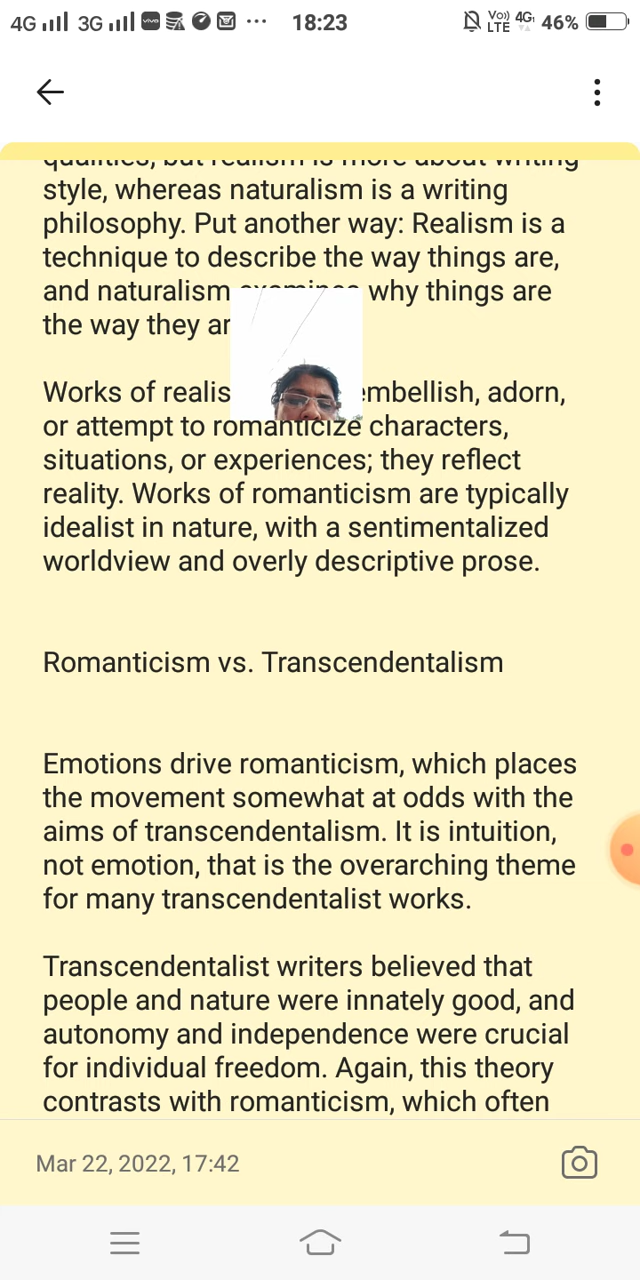 4G 3G vivo ... 18:23 Vo)) LTE 4G 46%
style, whereas naturalism is a writing
philosophy. Put another way: Realism is a
technique to describe the way things are,
and naturalism why things are
the way they
Works of embellish, adorn,
or attempt to romanticize characters,
situations, or experiences; they reflect
reality. Works of romanticism are typically
idealist in nature, with a sentimentalized
worldview and overly descriptive prose.
Romanticism vs. Transcendentalism
Emotions drive romanticism, which places
the movement somewhat at odds with the
aims of transcendentalism. It is intuition,
not emotion, that is the overarching theme
for many transcendentalist works.
Transcendentalist writers believed that
people and nature were innately good, and
autonomy and independence were crucial
for individual freedom. Again, this theory
contrasts with romanticism, which often
Mar 22, 2022, 17:42